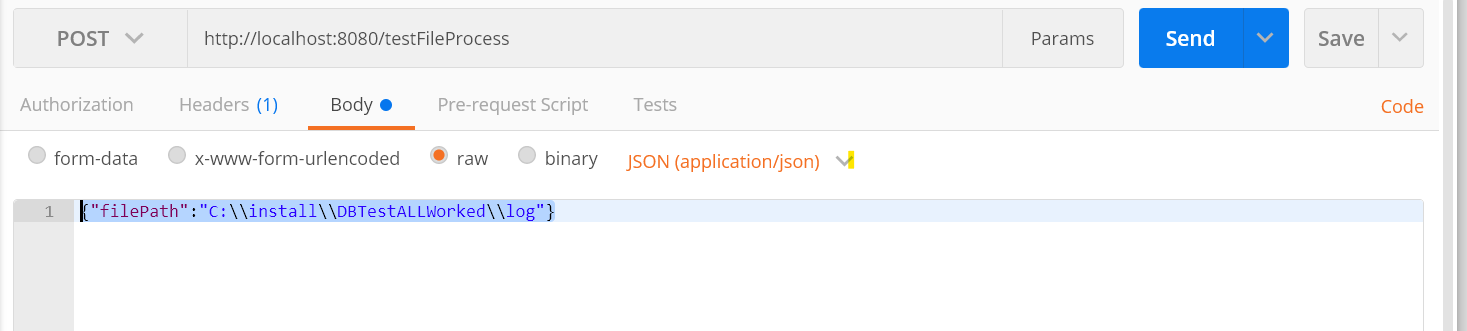 POST http://localhost:8080/testFileProcess Params Send Save
Authorization Headers (1) Body Pre-request Script Tests Code
form-data x-www-form-urlencoded raw binary JSON (application/json)
1 {"filePath":"C:\\install\\DBTestALLWorked\\log"}